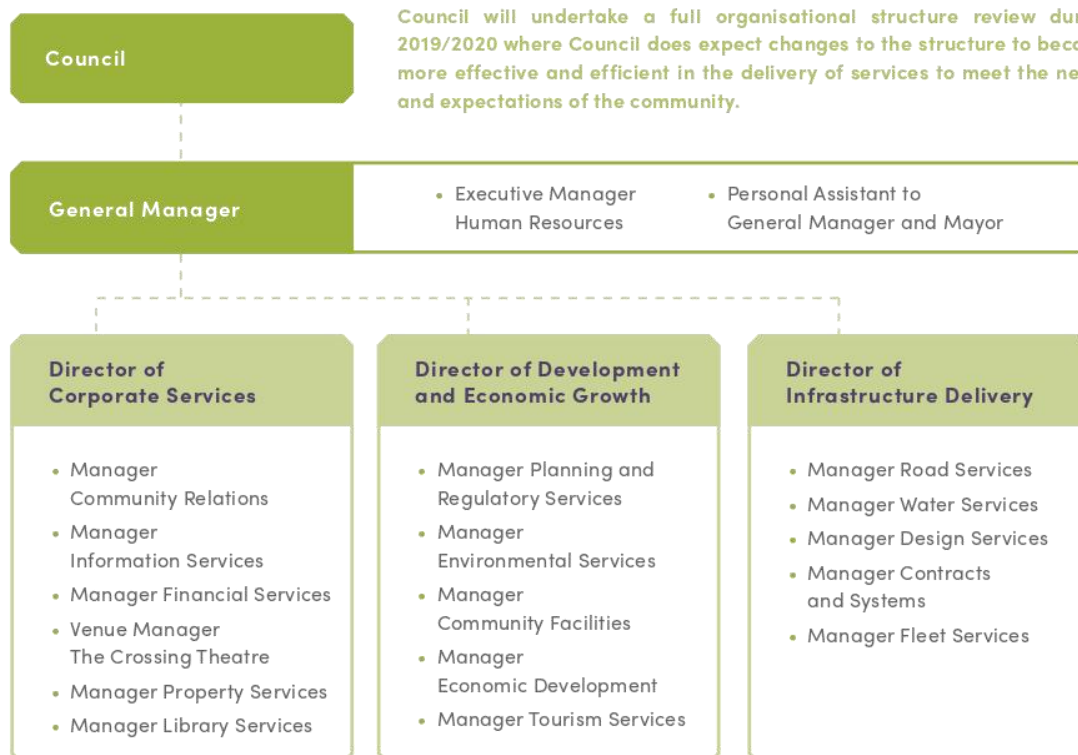 Council
Council will undertake a full organisational structure review
2019/2020 where Council does expect changes to the structure to
more effective and efficient in the delivery of services to meet the
and expectations of the community.
General Manager
• Executive Manager
Human Resources
• Personal Assistant to
General Manager and Mayor
Director of
Corporate Services
• Manager
Community Relations
• Manager
Information Services
• Manager Financial Services
• Venue Manager
The Crossing Theatre
• Manager Property Services
• Manager Library Services
Director of Development
and Economic Growth
• Manager Planning and
Regulatory Services
• Manager
Environmental Services
• Manager
Community Facilities
• Manager
Economic Development
• Manager Tourism Services
Director of
Infrastructure Delivery
• Manager Road Services
• Manager Water Services
• Manager Design Services
• Manager Contracts
and Systems
• Manager Fleet Services